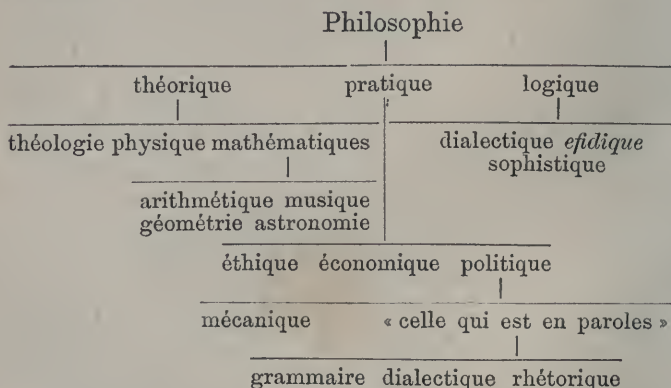 Philosophie
théorique pratique logique
théologie physique mathématiques dialectique efidique
sophistique
arithmétique musique
géométrie astronomie
éthique économique politique
mécanique « celle qui est en paroles »
grammaire dialectique rhétorique